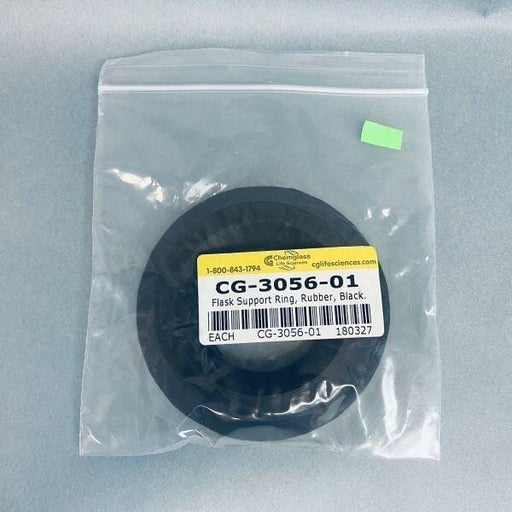 Chemglass
Life Sciences
1-800-843-1794
cglifesciences.com
CG-3056-01
Flask Support Ring, Rubber, Black.
EACH CG-3056-01 180327